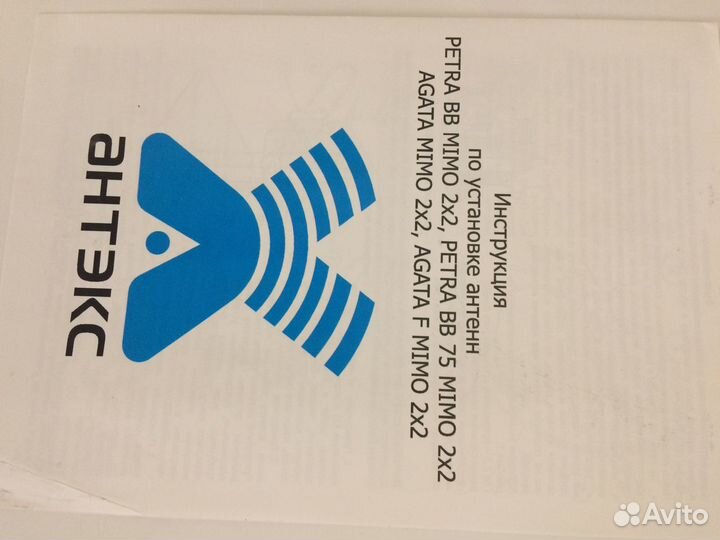 Инструкция
по установке антенн
PETRA BB MIMO 2x2, PETRA BB 75 MIMO 2x2
AGATA MIMO 2x2, AGATA F MIMO 2x2
антэкс
Avito